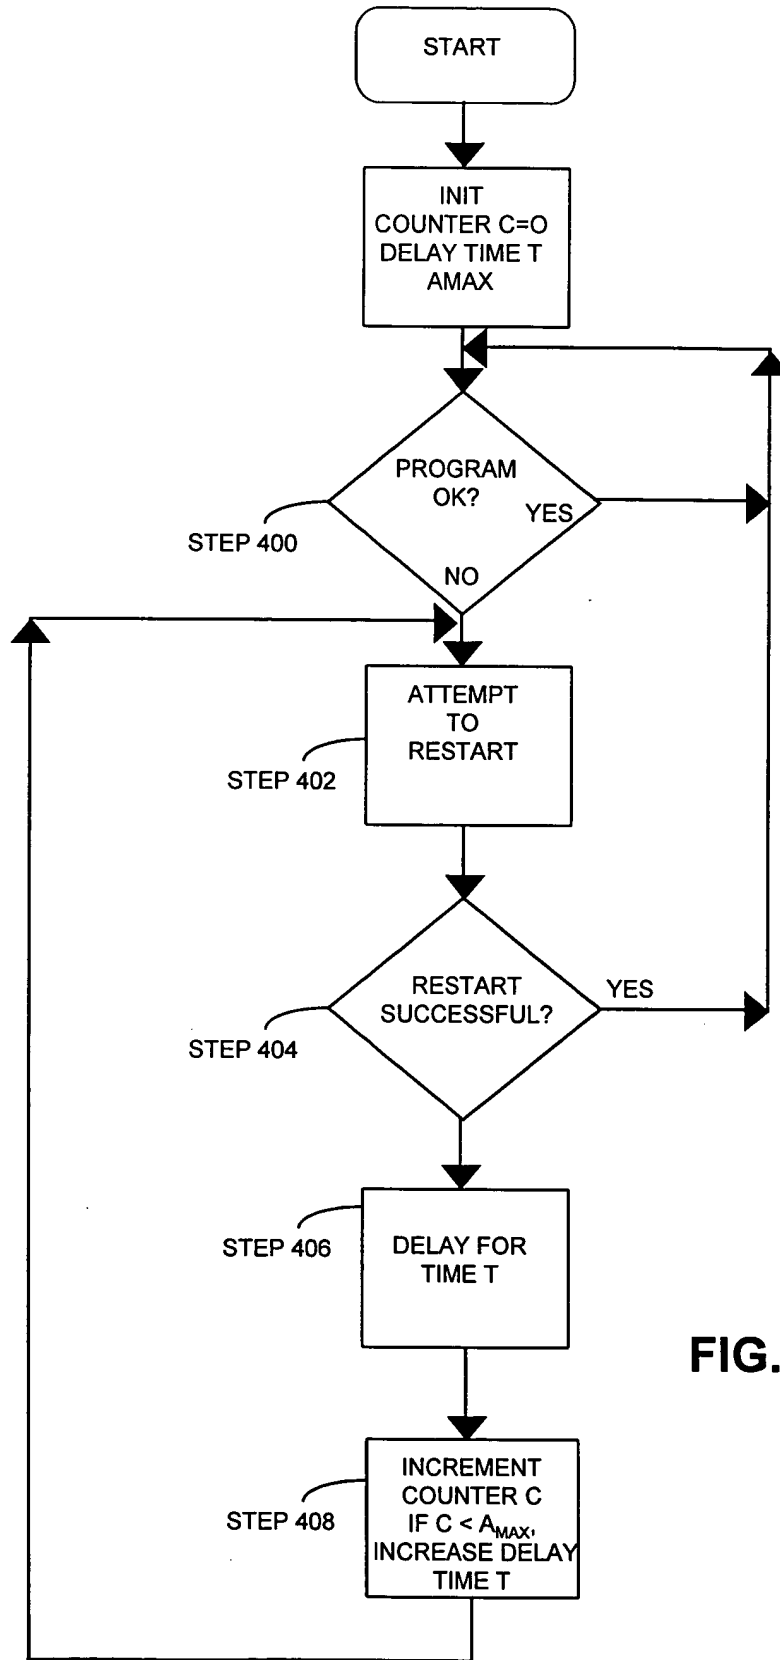 START
INIT
COUNTER C=O
DELAY TIME T
AMAX
PROGRAM
OK?
YES
STEP 400
NO
ATTEMPT
TO
RESTART
STEP 402
RESTART
SUCCESSFUL?
YES
STEP 404
STEP 406
DELAY FOR
TIME T
FIG.
INCREMENT
COUNTER C
IF C < AMAX,
INCREASE DELAY
TIME T
STEP 408